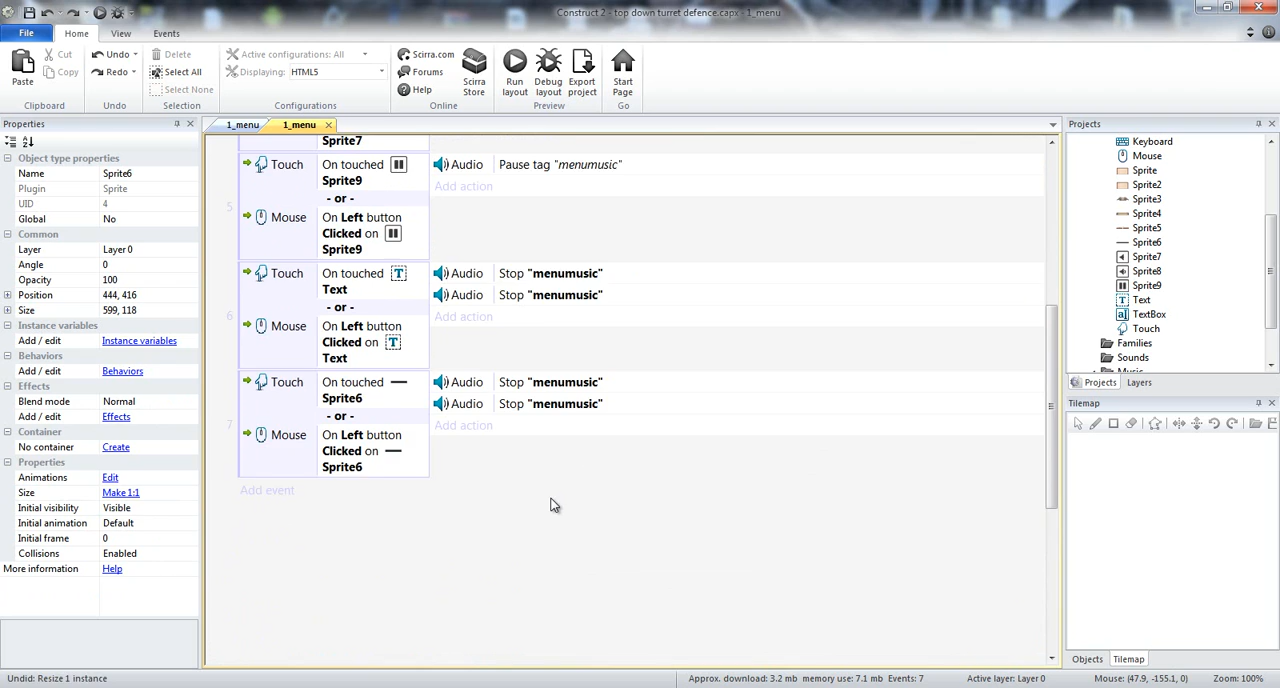 Construct 2 - top down turret defence.capx - 1_menu
File
Home
View
Events
Paste
Cut
Copy
Clipboard
Undo
Redo
Undo
Delete
Select All
Select None
Selection
Active configurations: All
Displaying: HTML5
Configurations
Scirra.com
Forums
Help
Scirra Store
Online
Run layout
Debug layout
Export project
Preview
Start Page
Go
Properties
Object type properties
Name Sprite6
Plugin Sprite
UID 4
Global No
Common
Layer Layer 0
Angle 0
Opacity 100
Position 444, 416
Size 599, 118
Instance variables
Add / edit Instance variables
Behaviors
Add / edit Behaviors
Effects
Blend mode Normal
Add / edit Effects
Container
No container Create
Properties
Animations Edit
Size Make 1:1
Initial visibility Visible
Initial animation Default
Initial frame 0
Collisions Enabled
More information Help
1_menu
1_menu
Sprite7
5
Touch On touched Sprite9
- or -
Mouse On Left button Clicked on Sprite9
Audio Pause tag "menumusic"
Add action
6
Touch On touched T Text
- or -
Mouse On Left button Clicked on T Text
Audio Stop "menumusic"
Audio Stop "menumusic"
Add action
7
Touch On touched Sprite6
- or -
Mouse On Left button Clicked on Sprite6
Audio Stop "menumusic"
Audio Stop "menumusic"
Add action
Add event
Projects
Keyboard
Mouse
Sprite
Sprite2
Sprite3
Sprite4
Sprite5
Sprite6
Sprite7
Sprite8
Sprite9
Text
TextBox
Touch
Families
Sounds
Music
Projects
Layers
Tilemap
Objects
Tilemap
Undid: Resize 1 instance
Approx. download: 3.2 mb memory use: 7.1 mb Events: 7
Active layer: Layer 0
Mouse: (47.9, -155.1, 0)
Zoom: 100%